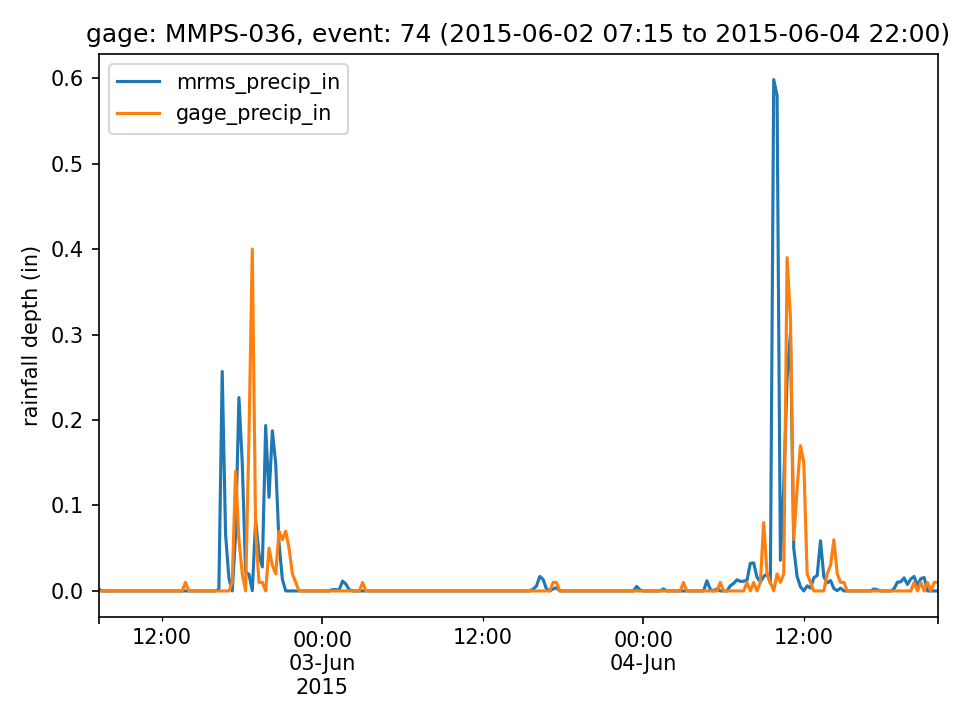 gage: MMPS-036, event: 74 (2015-06-02 07:15 to 2015-06-04 22:00)
mrms_precip_in
gage_precip_in
rainfall depth (in)
0.6
0.5
0.4
0.3
0.2
0.1
0.0
12:00
00:00
03-Jun
2015
12:00
00:00
04-Jun
12:00